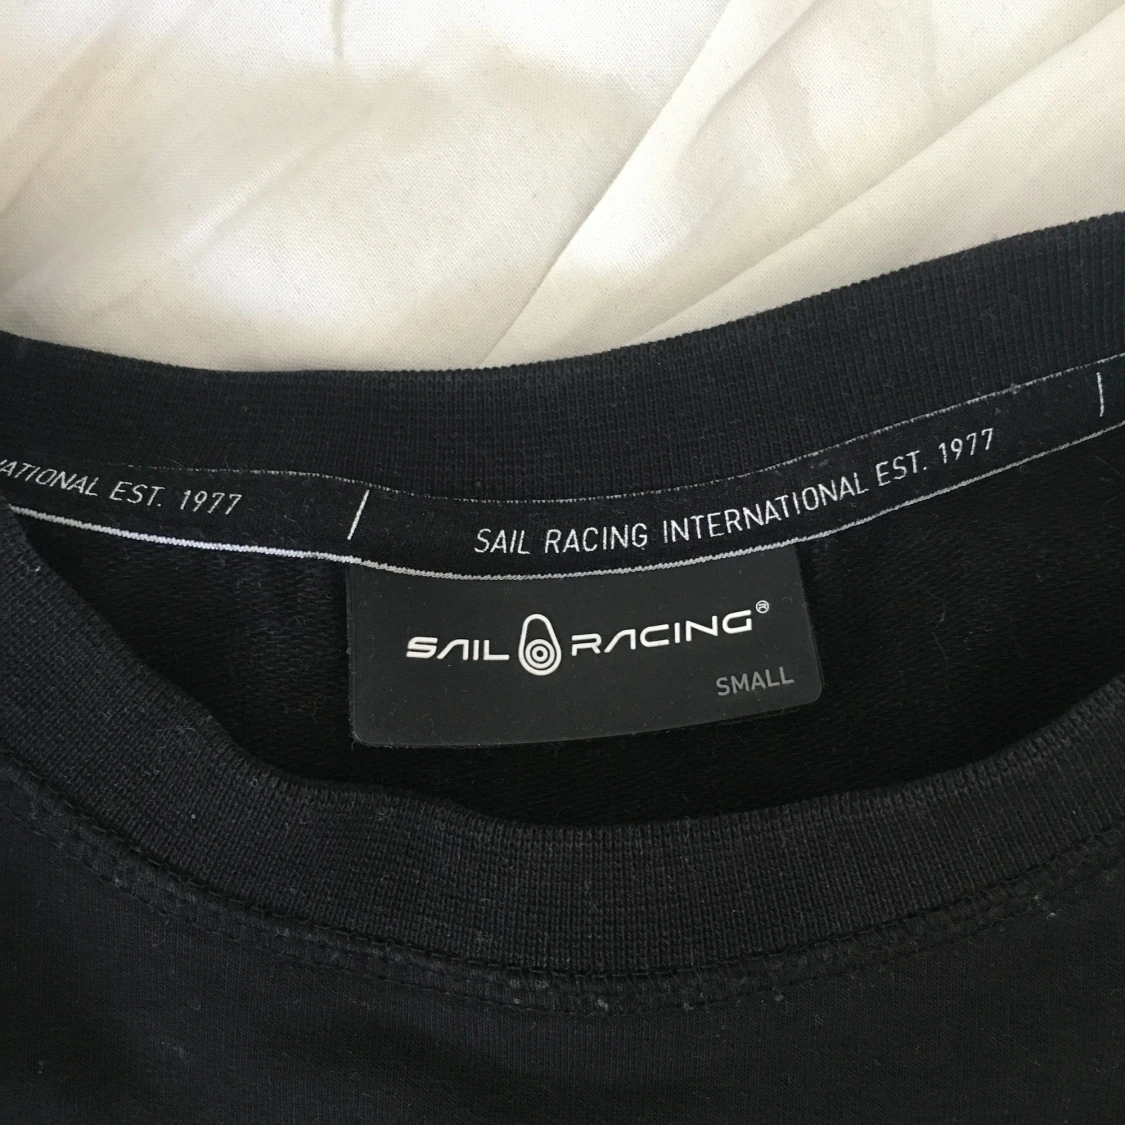 NATIONAL EST. 1977 | SAIL RACING INTERNATIONAL EST. 1977 |
SAIL RACING®
SMALL